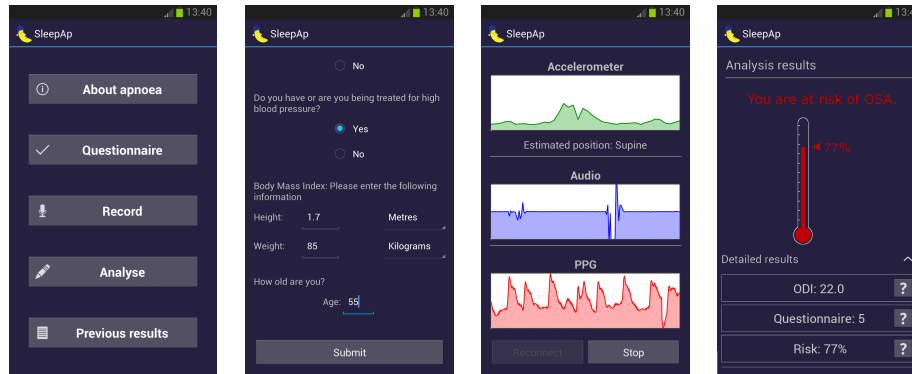 13:40
SleepAp
About apnoea
Questionnaire
Record
Analyse
Previous results
13:40
SleepAp
No
Do you have or are you being treated for high
blood pressure?
Yes
No
Body Mass Index: Please enter the following
information
Height: 1.7 Metres
Weight: 85 Kilograms
How old are you?
Age: 55
Submit
13:40
SleepAp
Accelerometer
Estimated position: Supine
Audio
PPG
Reconnect Stop
13:4
SleepAp
Analysis results
You are at risk of OSA.
77%
Detailed results
ODI: 22.0 ?
Questionnaire: 5 ?
Risk: 77% ?